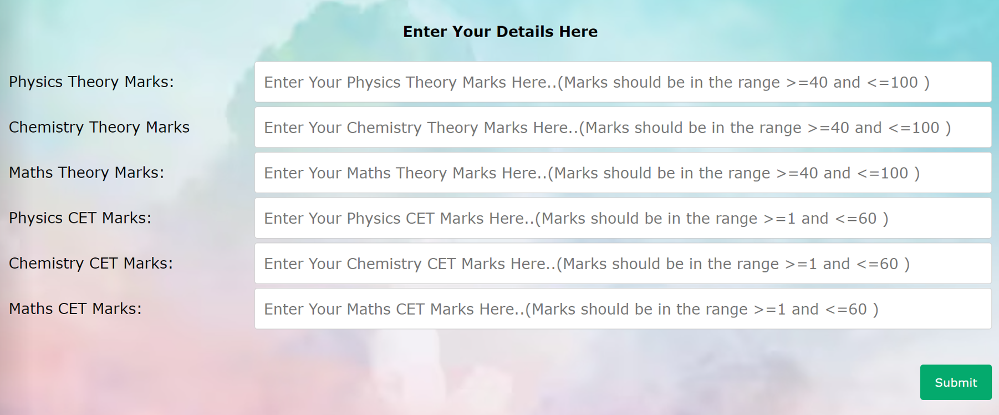 Enter Your Details Here
Physics Theory Marks: Enter Your Physics Theory Marks Here..(Marks should be in the range >=40 and <=100 )
Chemistry Theory Marks Enter Your Chemistry Theory Marks Here..(Marks should be in the range >=40 and <=100 )
Maths Theory Marks: Enter Your Maths Theory Marks Here..(Marks should be in the range >=40 and <=100 )
Physics CET Marks: Enter Your Physics CET Marks Here..(Marks should be in the range >=1 and <=60 )
Chemistry CET Marks: Enter Your Chemistry CET Marks Here..(Marks should be in the range >=1 and <=60 )
Maths CET Marks: Enter Your Maths CET Marks Here..(Marks should be in the range >=1 and <=60 )
Submit